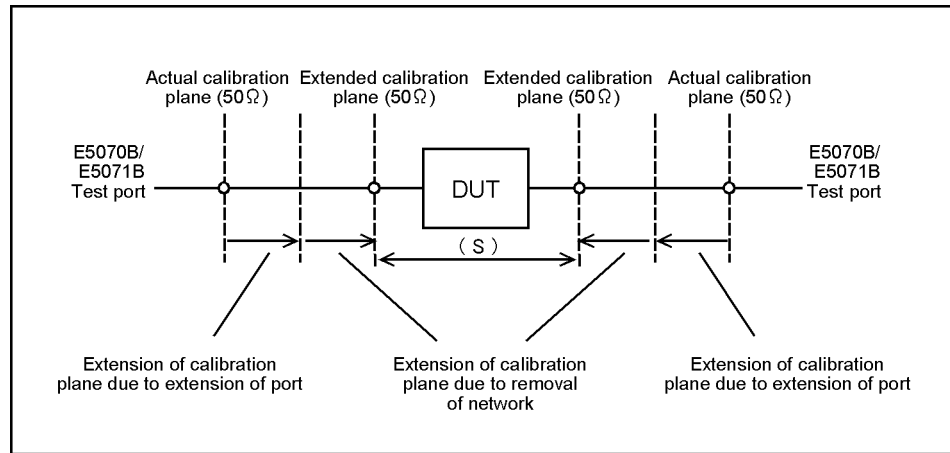 Actual calibration
plane (50Ω)
Extended calibration
plane (50Ω)
Extended calibration
plane (50Ω)
Actual calibration
plane (50Ω)
E5070B/
E5071B
Test port
DUT
E5070B/
E5071B
Test port
( S )
Extension of calibration
plane due to extension of port
Extension of calibration
plane due to removal
of network
Extension of calibration
plane due to extension of port